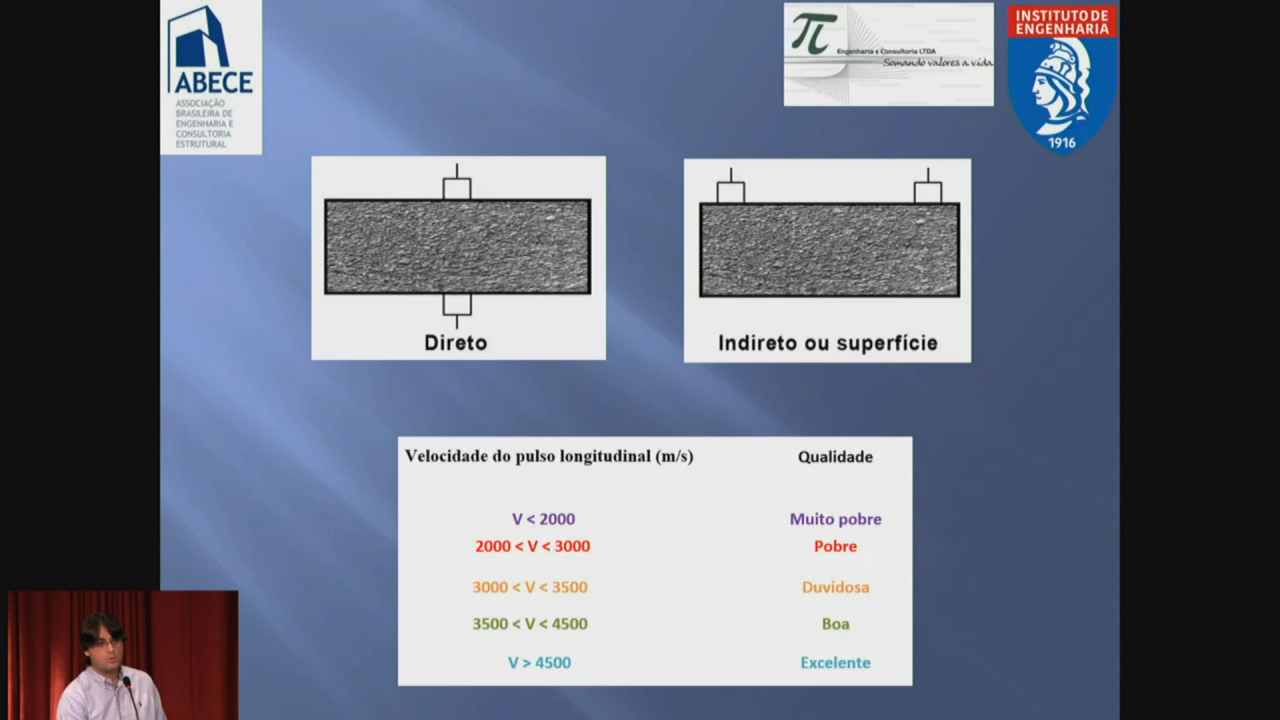 ABECE
ASSOCIAÇÃO
BRASILEIRA DE
ENGENHARIA E
CONSULTORIA
ESTRUTURAL
π
Engenharia e Consultoria LTDA
Somando valores a vida.
INSTITUTO DE
ENGENHARIA
1916
Direto
Indireto ou superfície
Velocidade do pulso longitudinal (m/s) Qualidade
V < 2000 Muito pobre
2000 < V < 3000 Pobre
3000 < V < 3500 Duvidosa
3500 < V < 4500 Boa
V > 4500 Excelente